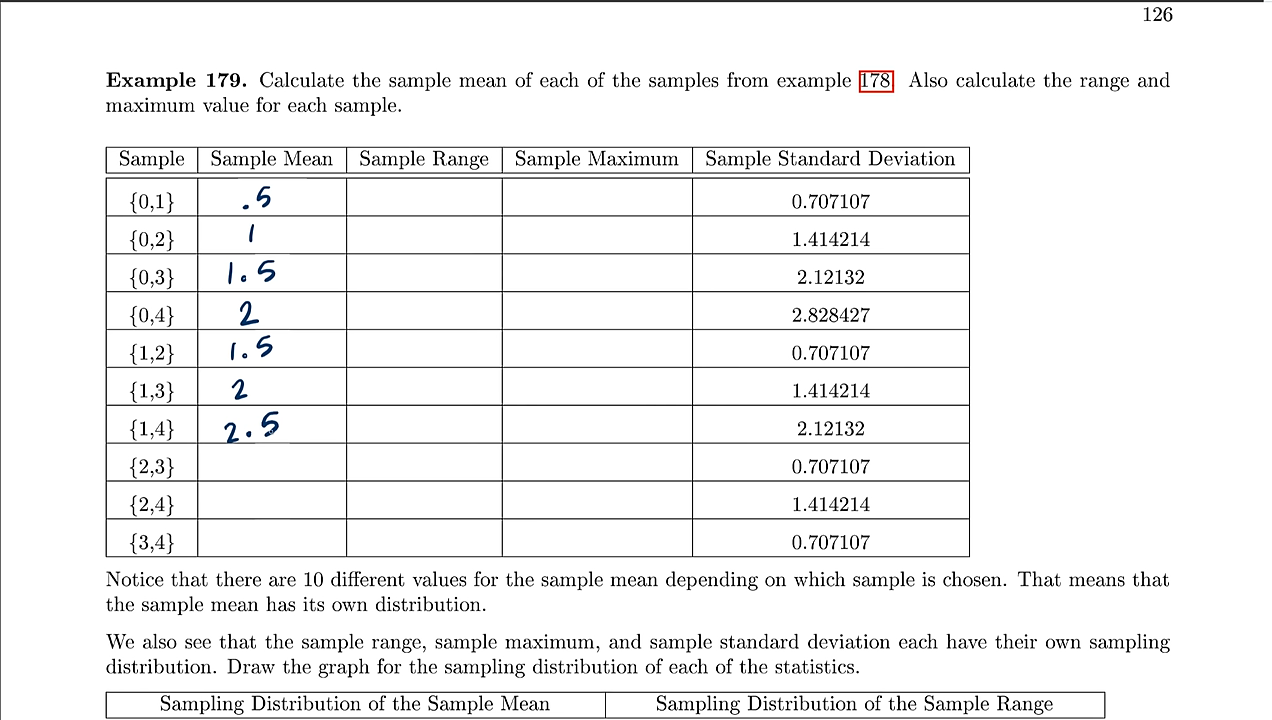 126
Example 179. Calculate the sample mean of each of the samples from example 178 Also calculate the range and
maximum value for each sample.
Sample Sample Mean Sample Range Sample Maximum Sample Standard Deviation
{0,1} .5 0.707107
{0,2} 1 1.414214
{0,3} 1.5 2.12132
{0,4} 2 2.828427
{1,2} 1.5 0.707107
{1,3} 2 1.414214
{1,4} 2.5 2.12132
{2,3} 0.707107
{2,4} 1.414214
{3,4} 0.707107
Notice that there are 10 different values for the sample mean depending on which sample is chosen. That means that
the sample mean has its own distribution.
We also see that the sample range, sample maximum, and sample standard deviation each have their own sampling
distribution. Draw the graph for the sampling distribution of each of the statistics.
Sampling Distribution of the Sample Mean Sampling Distribution of the Sample Range